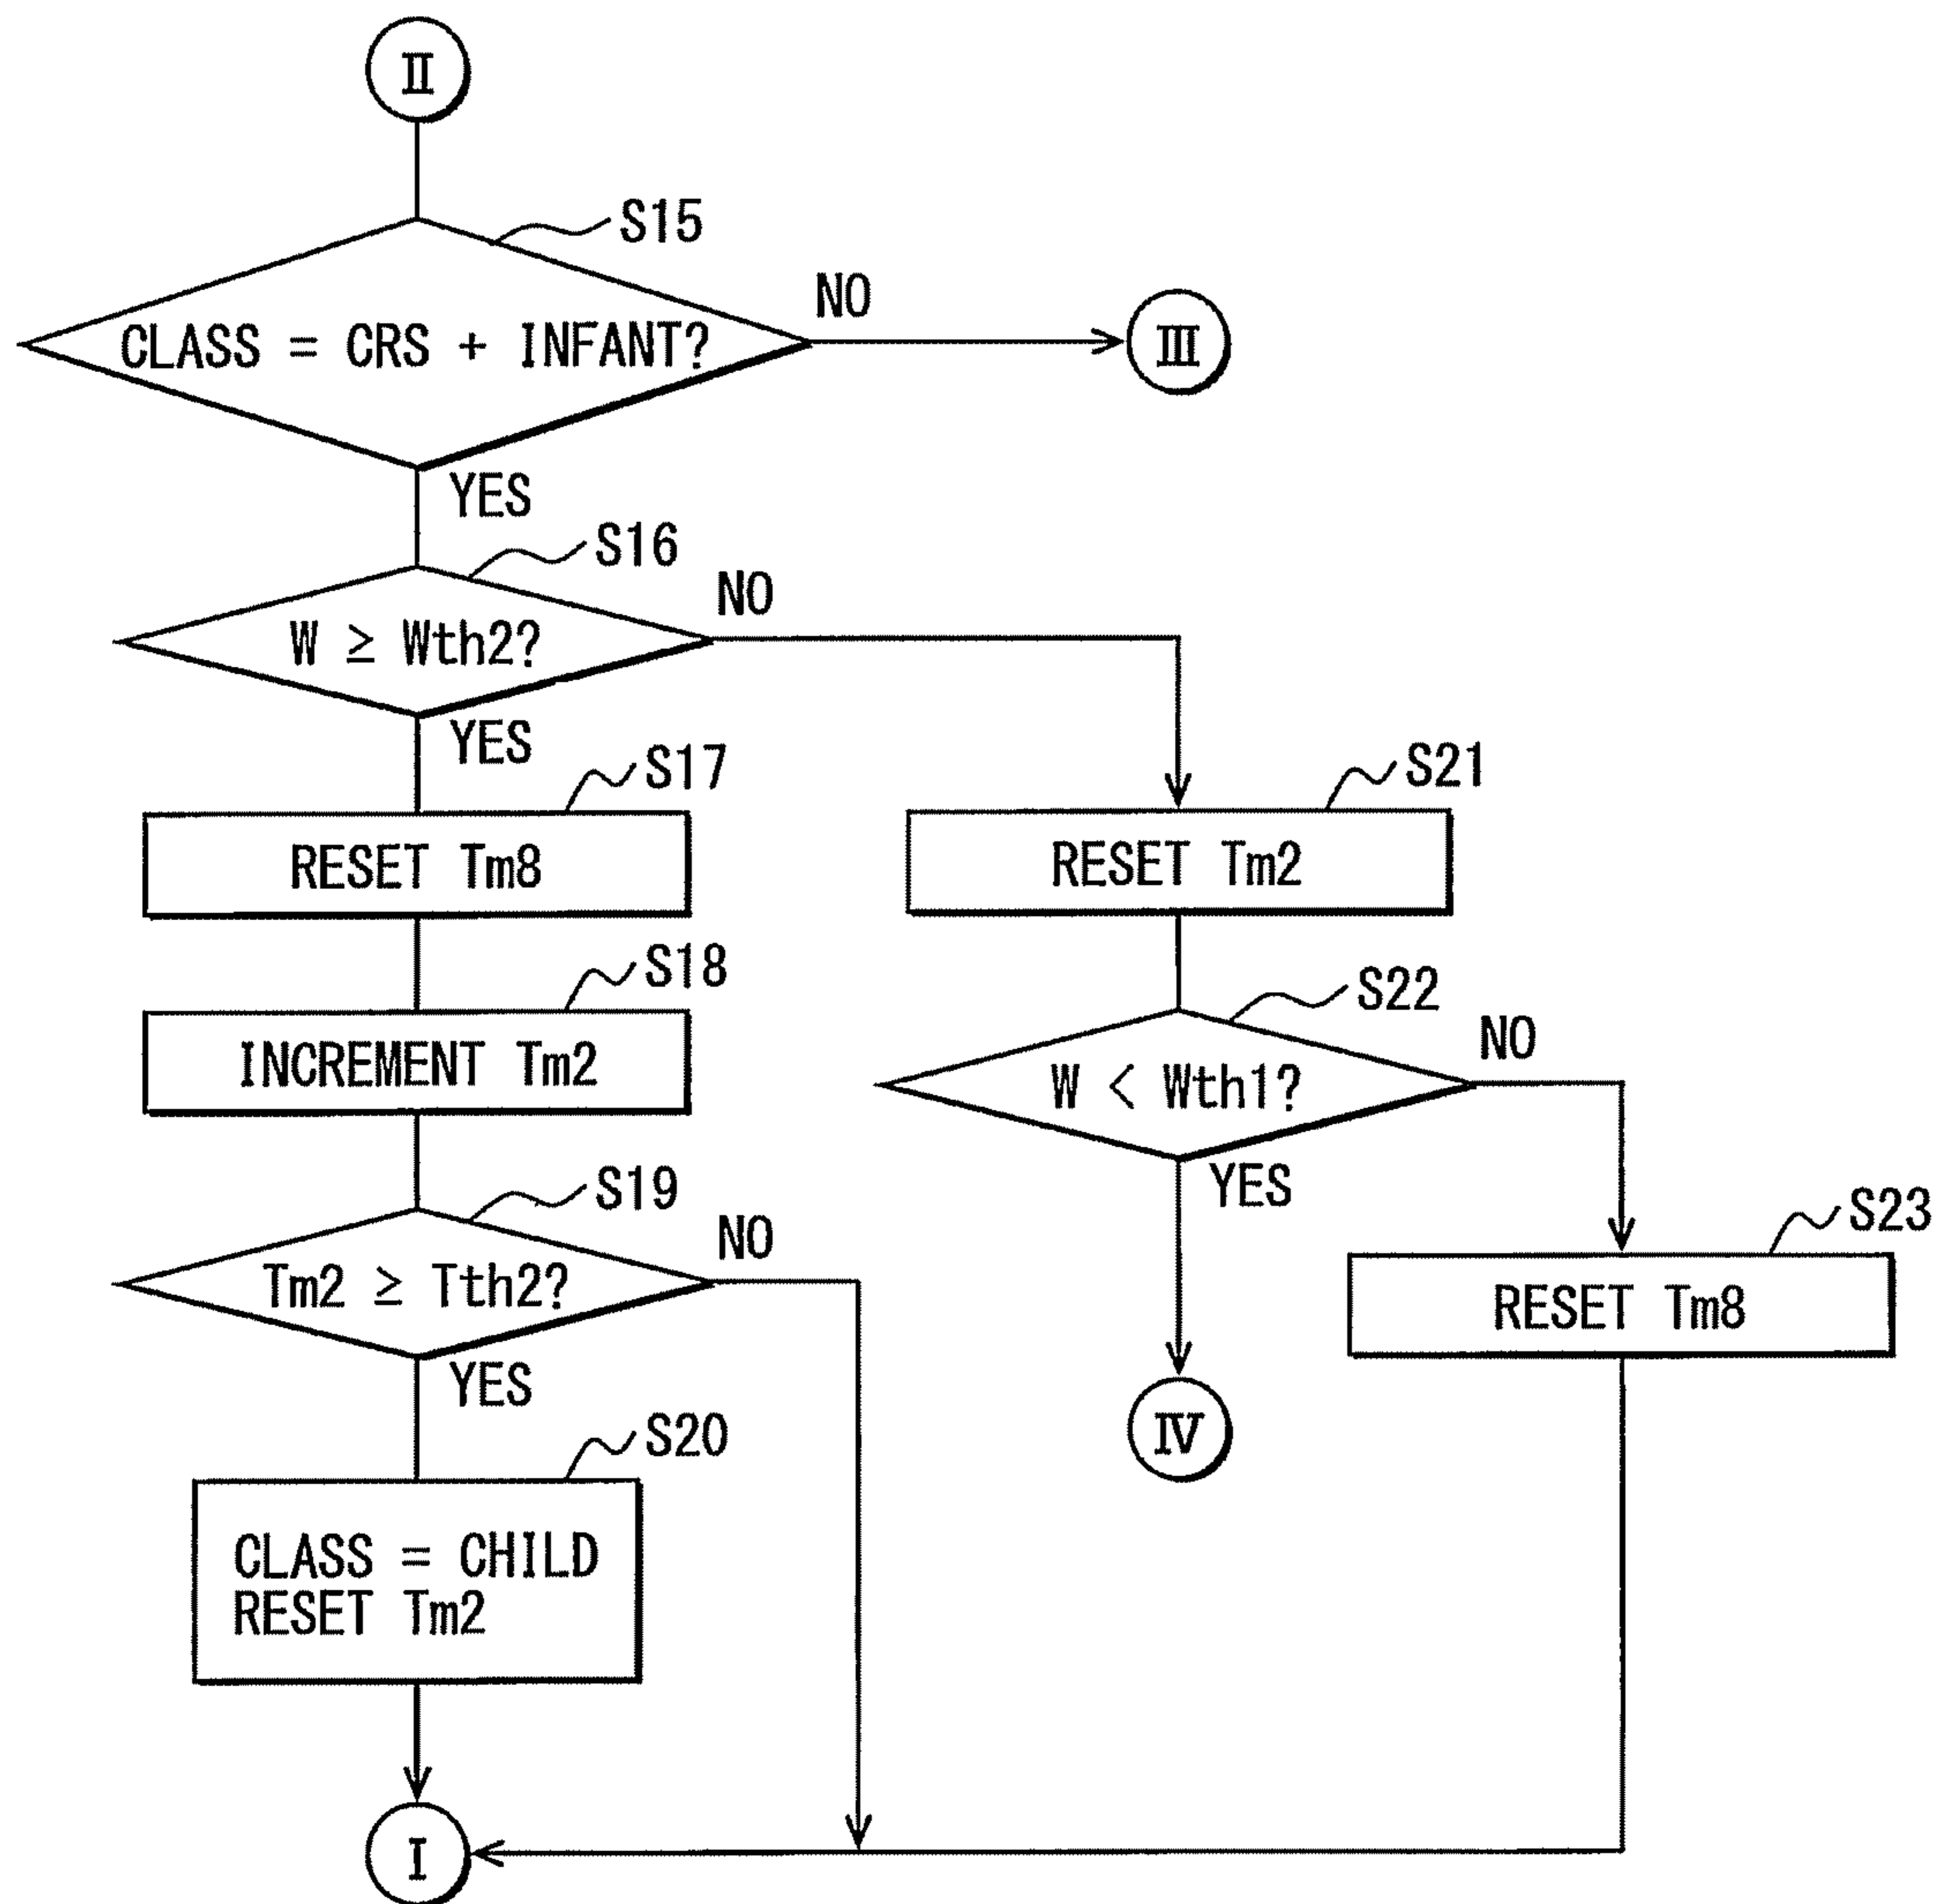 II
S15
CLASS = CRS + INFANT?
NO
III
YES
S16
W ≥ Wth2?
NO
YES
S17
RESET Tm8
S21
RESET Tm2
S18
INCREMENT Tm2
S22
W < Wth1?
NO
YES
S19
Tm2 ≥ Tth2?
NO
YES
S23
RESET Tm8
IV
S20
CLASS = CHILD
RESET Tm2
I